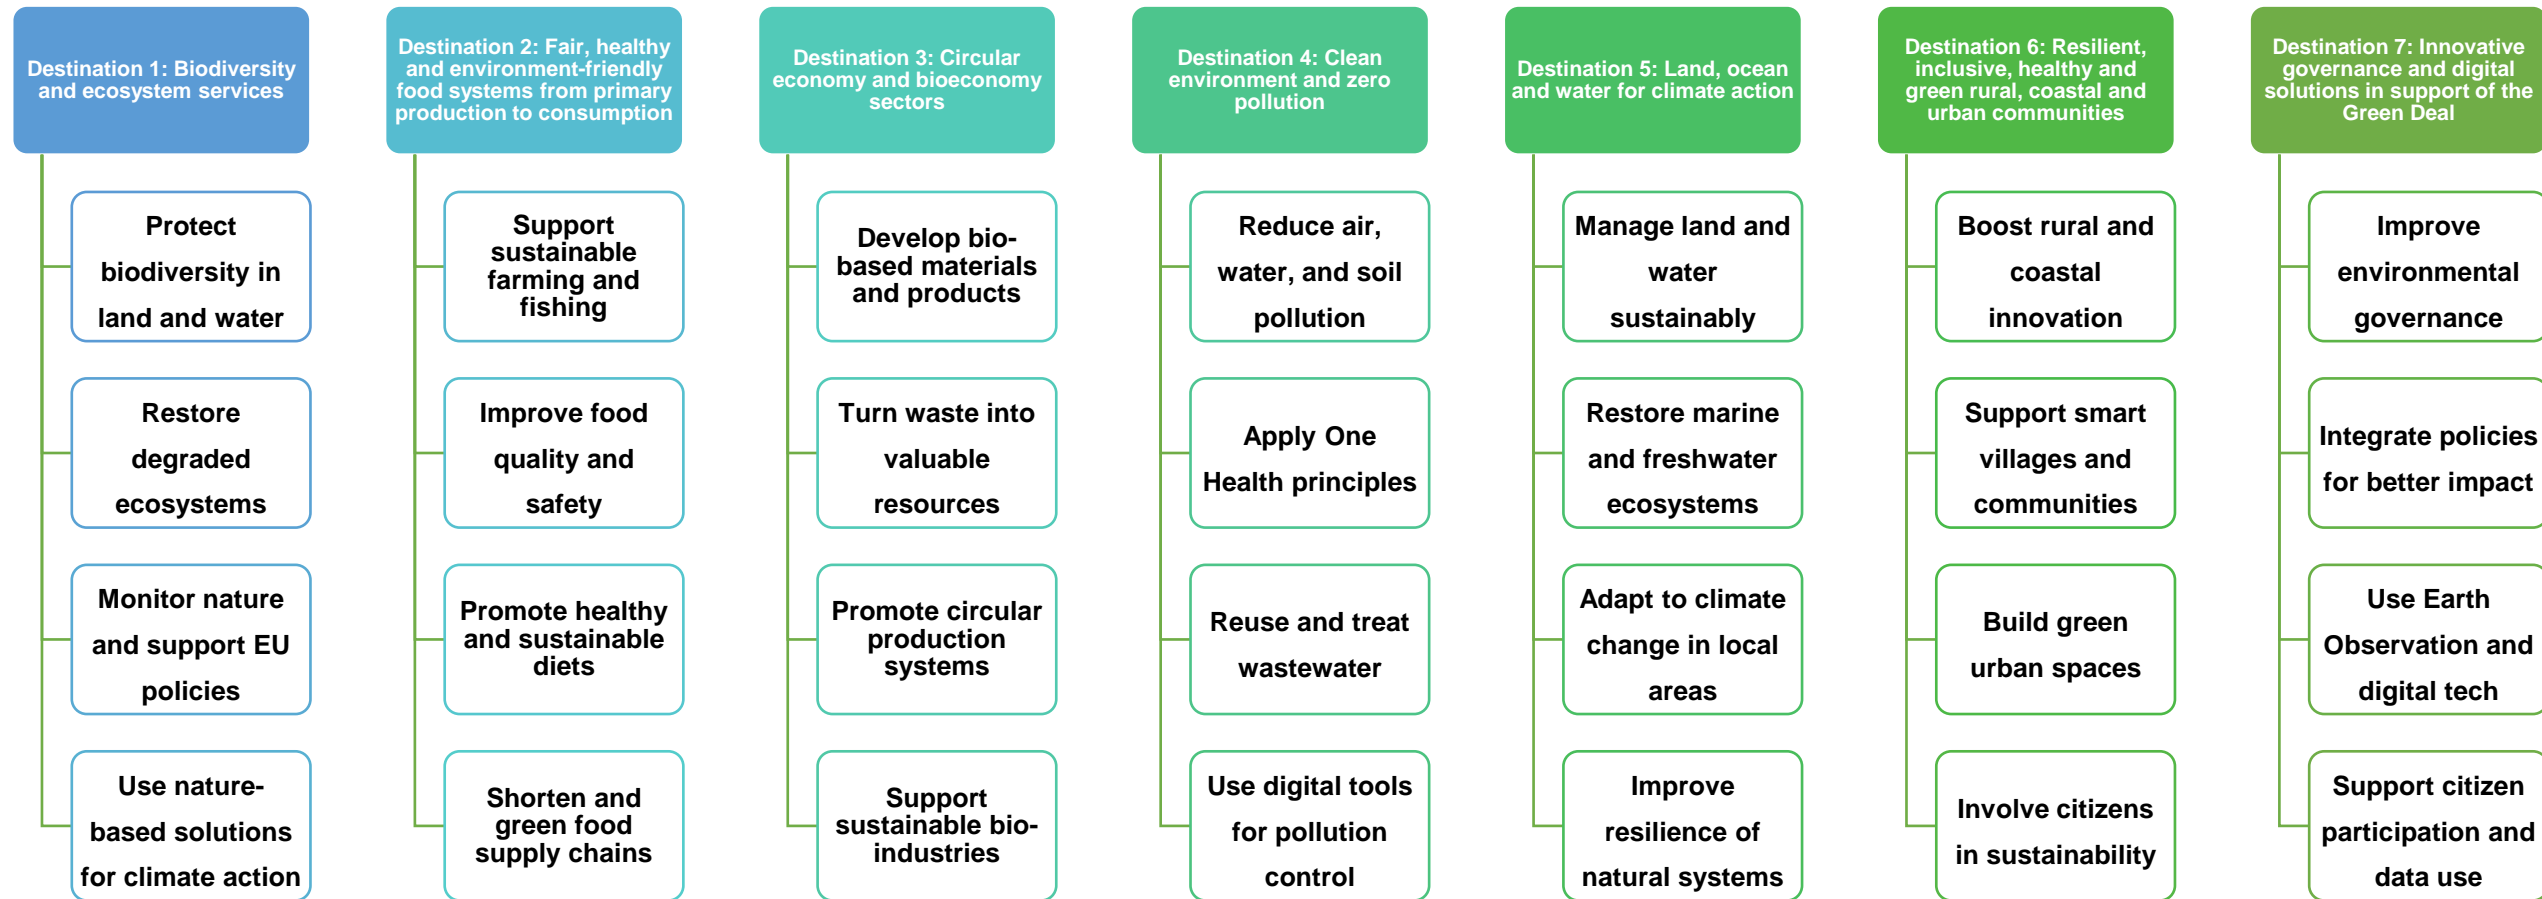 Destination 1: Biodiversity
and ecosystem services
Protect
biodiversity in
land and water
Restore
degraded
ecosystems
Monitor nature
and support EU
policies
Use nature-
based solutions
for climate action
Destination 2: Fair, healthy
and environment-friendly
food systems from primary
production to consumption
Support
sustainable
farming and
fishing
Improve food
quality and
safety
Promote healthy
and sustainable
diets
Shorten and
green food
supply chains
Destination 3: Circular
economy and bioeconomy
sectors
Develop bio-
based materials
and products
Turn waste into
valuable
resources
Promote circular
production
systems
Support
sustainable bio-
industries
Destination 4: Clean
environment and zero
pollution
Reduce air,
water, and soil
pollution
Apply One
Health principles
Reuse and treat
wastewater
Use digital tools
for pollution
control
Destination 5: Land, ocean
and water for climate action
Manage land and
water
sustainably
Restore marine
and freshwater
ecosystems
Adapt to climate
change in local
areas
Improve
resilience of
natural systems
Destination 6: Resilient,
inclusive, healthy and
green rural, coastal and
urban communities
Boost rural and
coastal
innovation
Support smart
villages and
communities
Build green
urban spaces
Involve citizens
in sustainability
Destination 7: Innovative
governance and digital
solutions in support of the
Green Deal
Improve
environmental
governance
Integrate policies
for better impact
Use Earth
Observation and
digital tech
Support citizen
participation and
data use